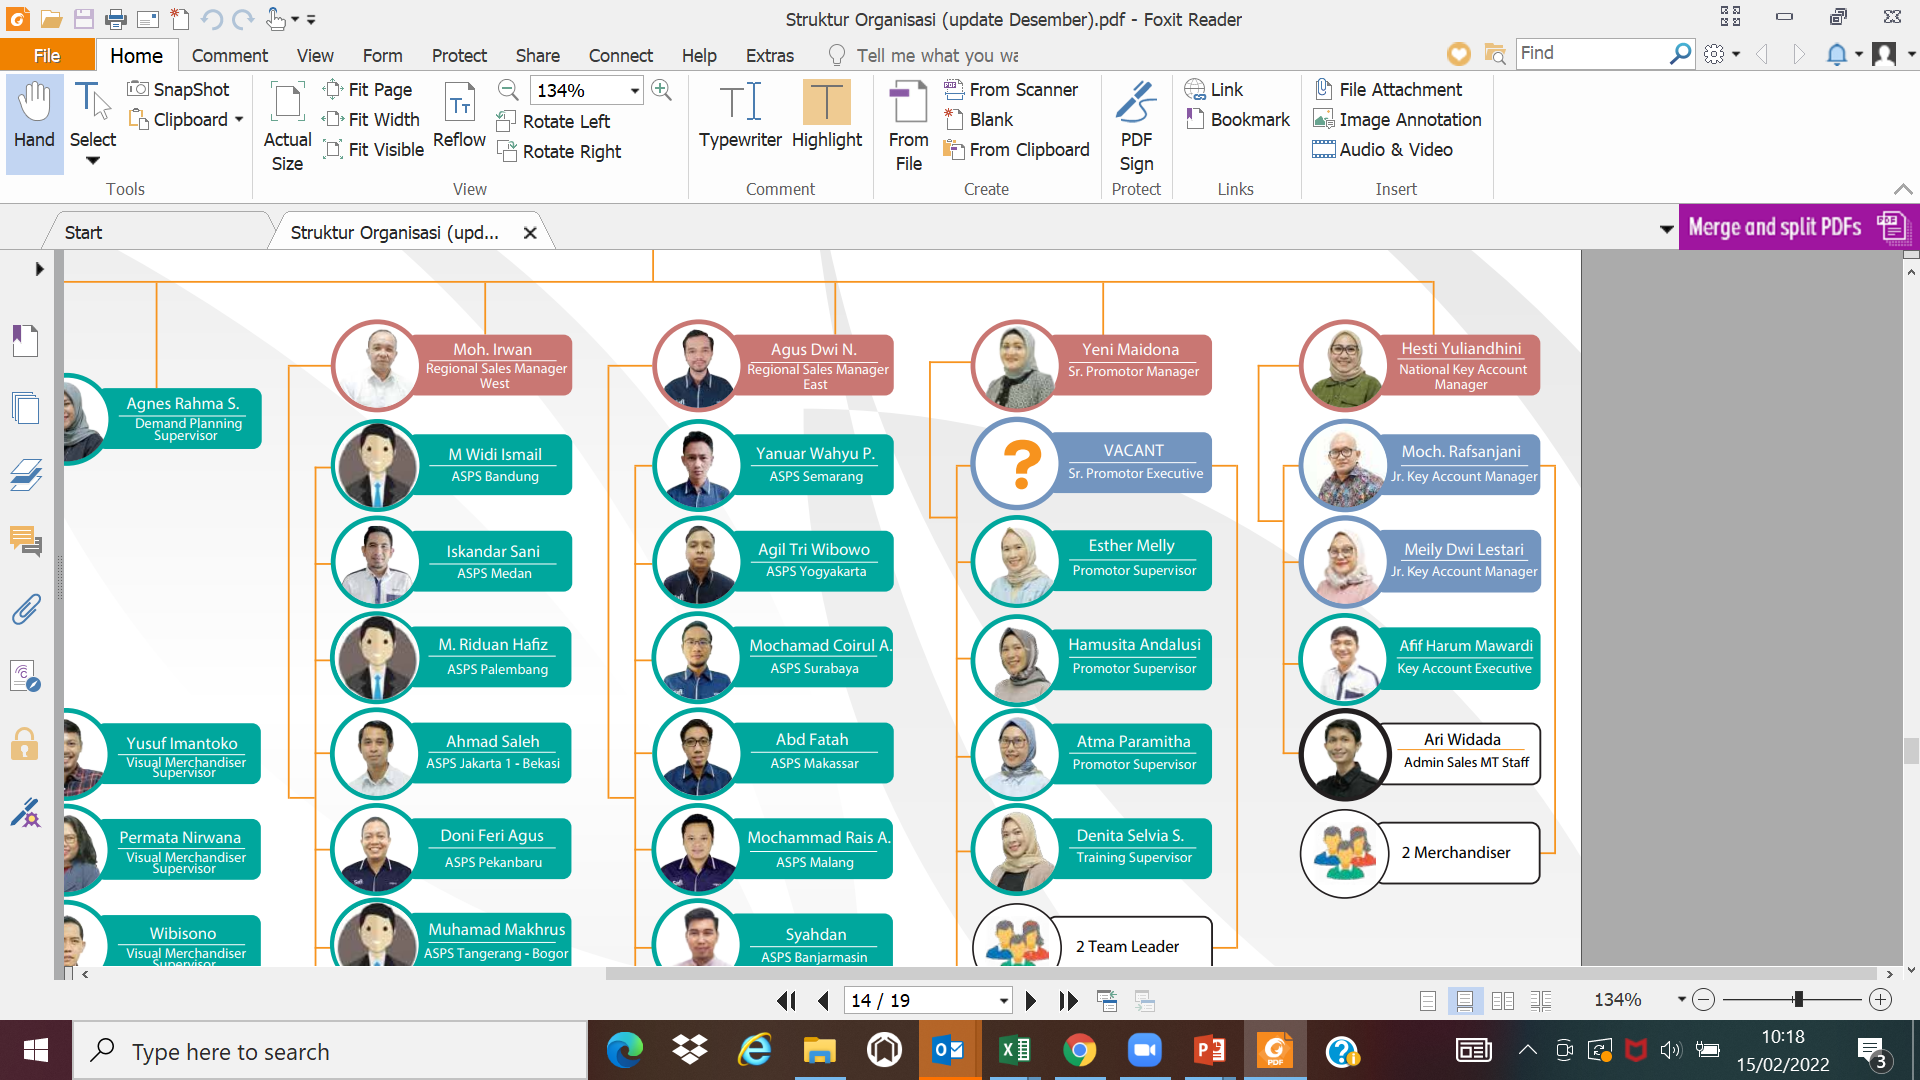 Struktur Organisasi (update Desember).pdf - Foxit Reader
File
Home
Comment
View
Form
Protect
Share
Connect
Help
Extras
Tell me what you wa
Find
Hand
Select
SnapShot
Clipboard
Tools
Actual
Size
Fit Page
Fit Width
Fit Visible
Reflow
134%
Rotate Left
Rotate Right
View
Typewriter
Highlight
Comment
From
File
From Scanner
Blank
From Clipboard
Create
PDF
Sign
Protect
Link
Bookmark
Links
File Attachment
Image Annotation
Audio & Video
Insert
Start
Struktur Organisasi (upd...
Merge and split PDFs
Agnes Rahma S.
Demand Planning
Supervisor
Yusuf Imantoko
Visual Merchandiser
Supervisor
Permata Nirwana
Visual Merchandiser
Supervisor
Wibisono
Visual Merchandiser
Supervisor
Moh. Irwan
Regional Sales Manager
West
M Widi Ismail
ASPS Bandung
Iskandar Sani
ASPS Medan
M. Riduan Hafiz
ASPS Palembang
Ahmad Saleh
ASPS Jakarta 1 - Bekasi
Doni Feri Agus
ASPS Pekanbaru
Muhamad Makhrus
ASPS Tangerang - Bogor
Agus Dwi N.
Regional Sales Manager
East
Yanuar Wahyu P.
ASPS Semarang
Agil Tri Wibowo
ASPS Yogyakarta
Mochamad Coirul A.
ASPS Surabaya
Abd Fatah
ASPS Makassar
Mochammad Rais A.
ASPS Malang
Syahdan
ASPS Banjarmasin
Yeni Maidona
Sr. Promotor Manager
?
VACANT
Sr. Promotor Executive
Esther Melly
Promotor Supervisor
Hamusita Andalusi
Promotor Supervisor
Atma Paramitha
Promotor Supervisor
Denita Selvia S.
Training Supervisor
2 Team Leader
Hesti Yuliandhini
National Key Account
Manager
Moch. Rafsanjani
Jr. Key Account Manager
Meily Dwi Lestari
Jr. Key Account Manager
Afif Harum Mawardi
Key Account Executive
Ari Widada
Admin Sales MT Staff
2 Merchandiser
14 / 19
134%
Type here to search
10:18
15/02/2022
3